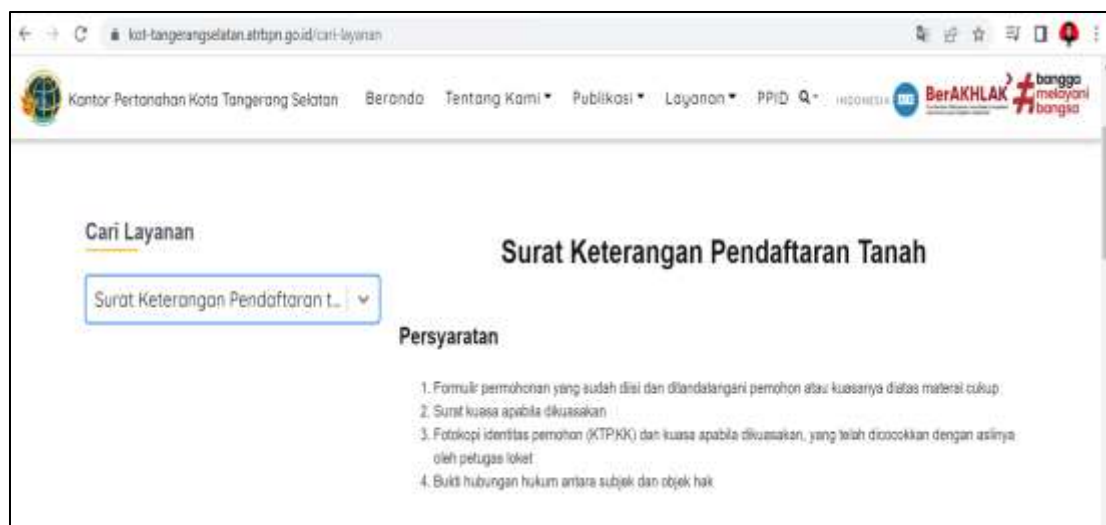 kot-tangerangselatan.atrbpn.go.id/cari-layanan
Kantor Pertanahan Kota Tangerang Selatan Beranda Tentang Kami Publikasi Layanan PPID INDONESIA BerAKHLAK # bangga
melayani
bangsa
Cari Layanan
Surat Keterangan Pendaftaran Tanah
Surat Keterangan Pendaftaran t...
Persyaratan
1. Formulir permohonan yang sudah diisi dan ditandatangani pemohon atau kuasanya diatas materai cukup
2. Surat kuasa apabila dikuasakan
3. Fotokopi identitas pemohon (KTP,KK) dan kuasa apabila dikuasakan, yang telah dicocokkan dengan aslinya
oleh petugas loket
4. Bukti hubungan hukum antara subjek dan objek hak